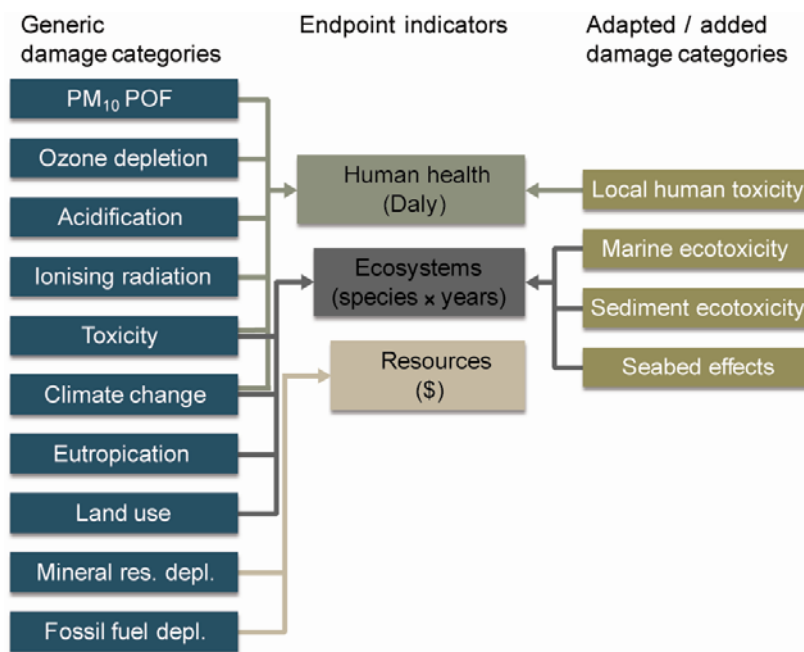 Generic
damage categories
Endpoint indicators
Adapted / added
damage categories
PM₁₀ POF
Ozone depletion
Acidification
Ionising radiation
Toxicity
Climate change
Eutropication
Land use
Mineral res. depl.
Fossil fuel depl.
Human health
(Daly)
Ecosystems
(species × years)
Resources
($)
Local human toxicity
Marine ecotoxicity
Sediment ecotoxicity
Seabed effects